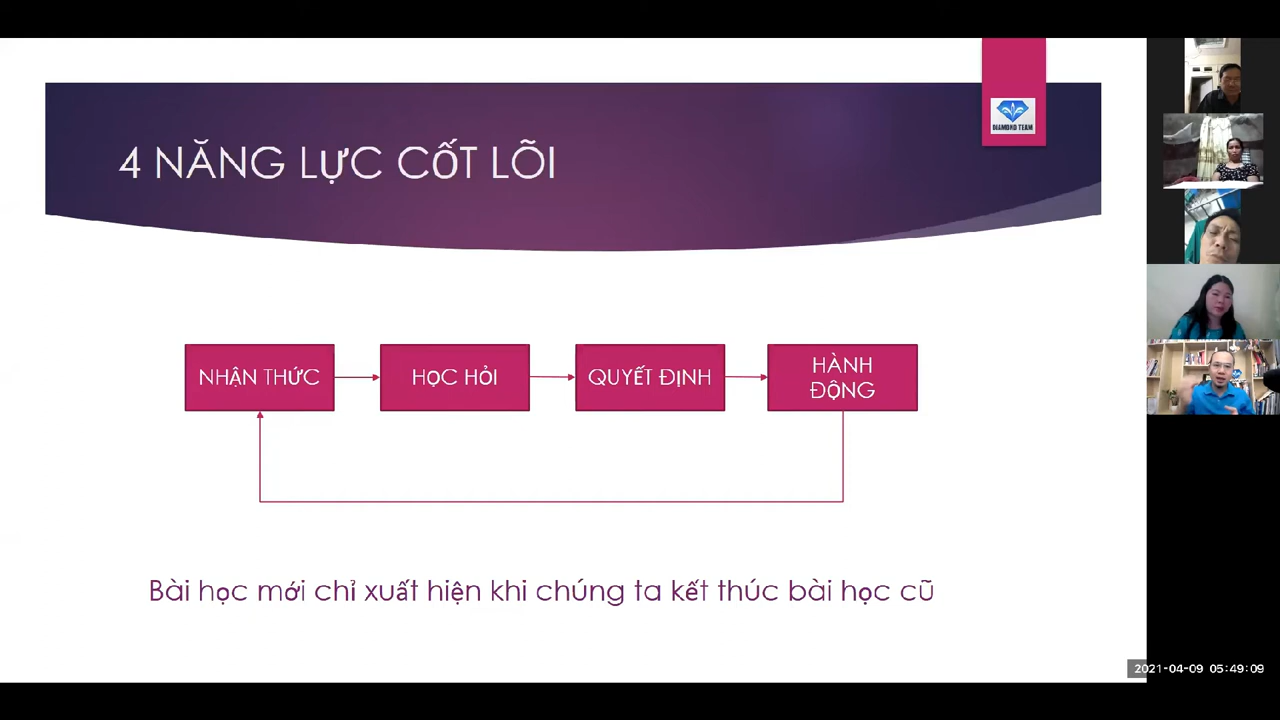 DIAMOND TEAM
4 NĂNG LỰC CỐT LÕI
NHẬN THỨC
HỌC HỎI
QUYẾT ĐỊNH
HÀNH
ĐỘNG
Bài học mới chỉ xuất hiện khi chúng ta kết thúc bài học cũ
2021-04-09 05:49:09